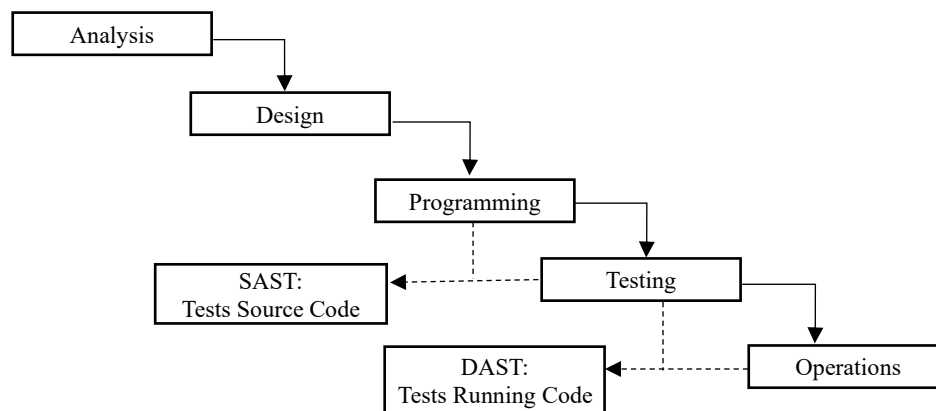 Analysis
Design
Programming
SAST:
Tests Source Code
Testing
DAST:
Tests Running Code
Operations